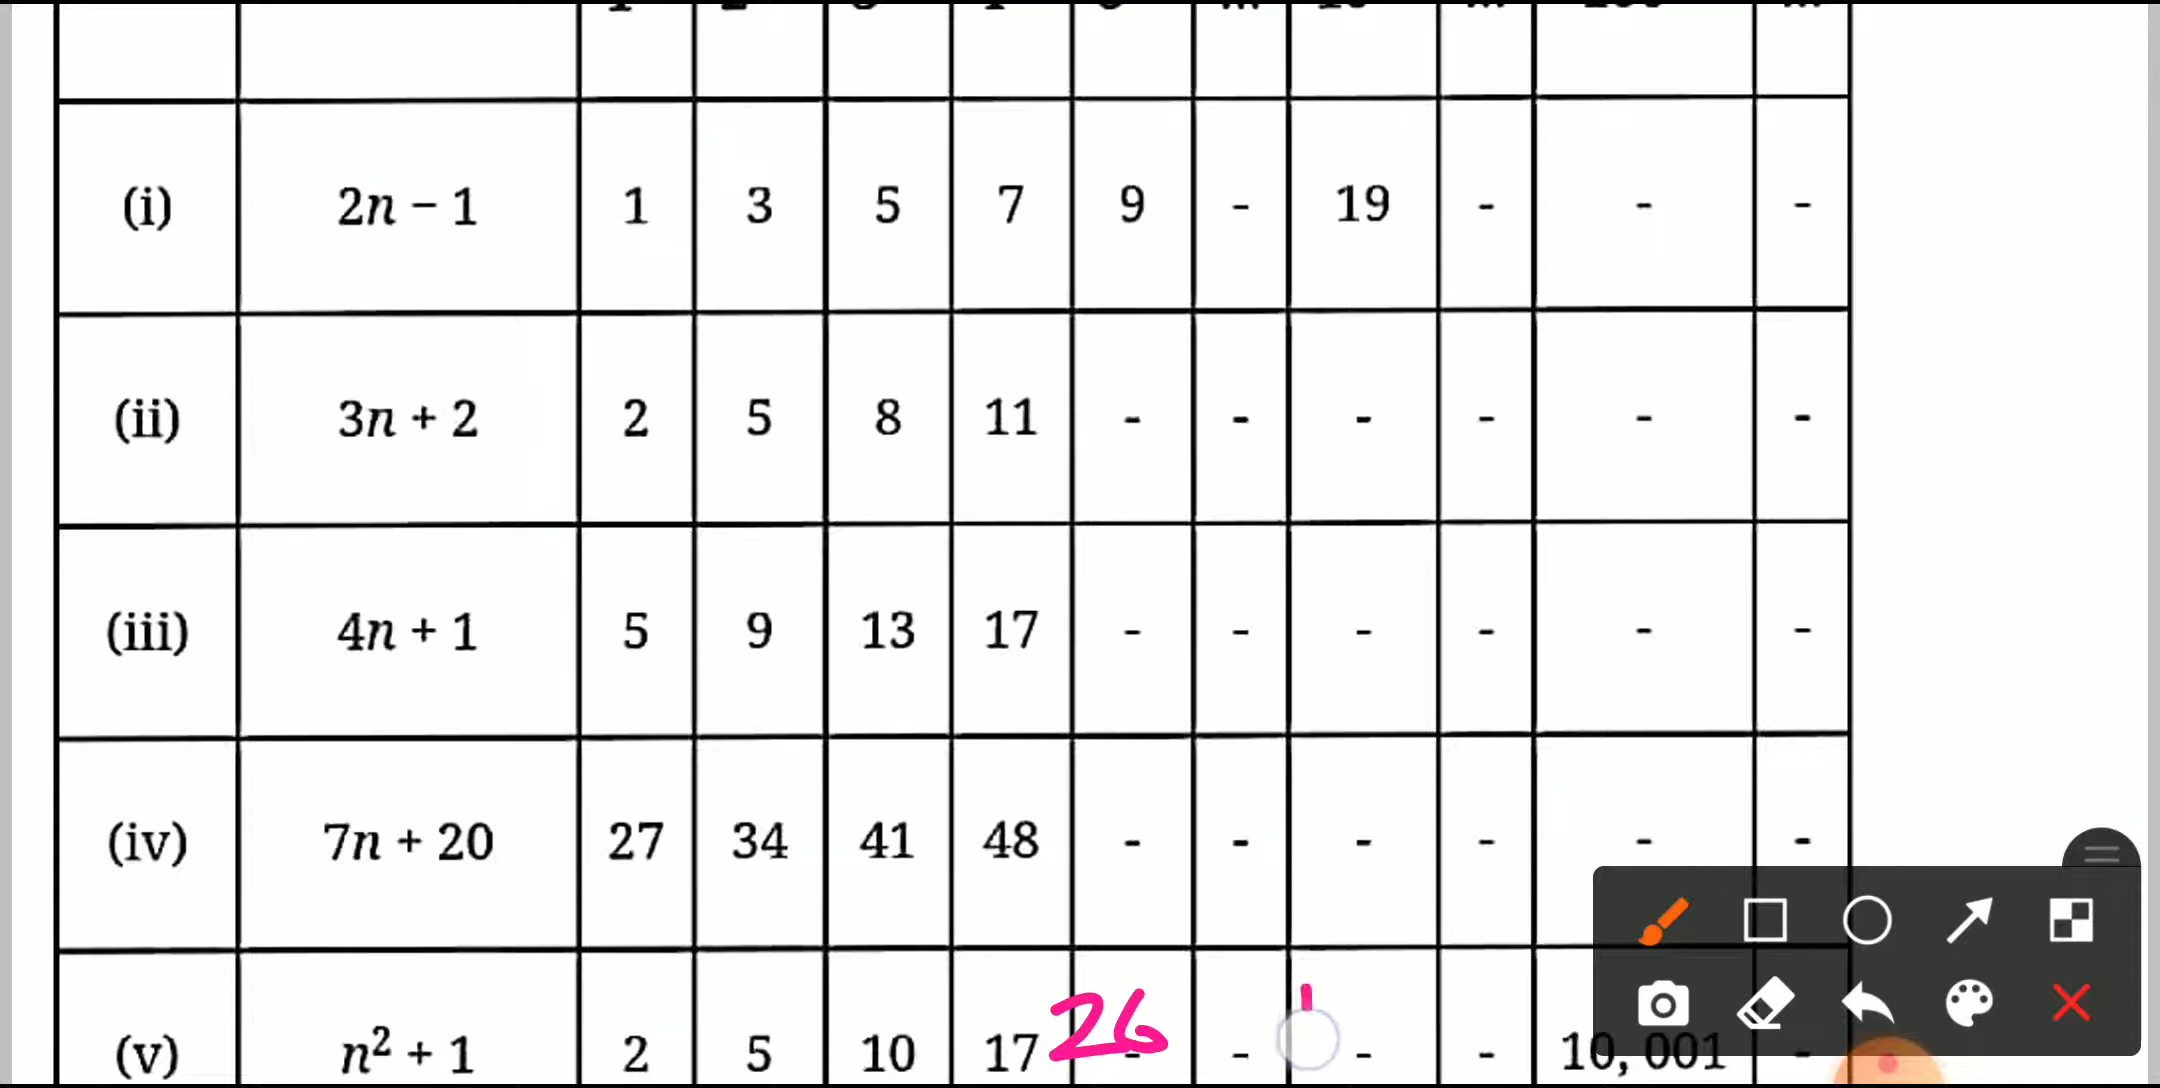 (i) 2n − 1 1 3 5 7 9 - 19 - - -
(ii) 3n + 2 2 5 8 11 - - - - - -
(iii) 4n + 1 5 9 13 17 - - - - - -
(iv) 7n + 20 27 34 41 48 - - - - - -
(v) n² + 1 2 5 10 17 26 - - - - 10, 001 -